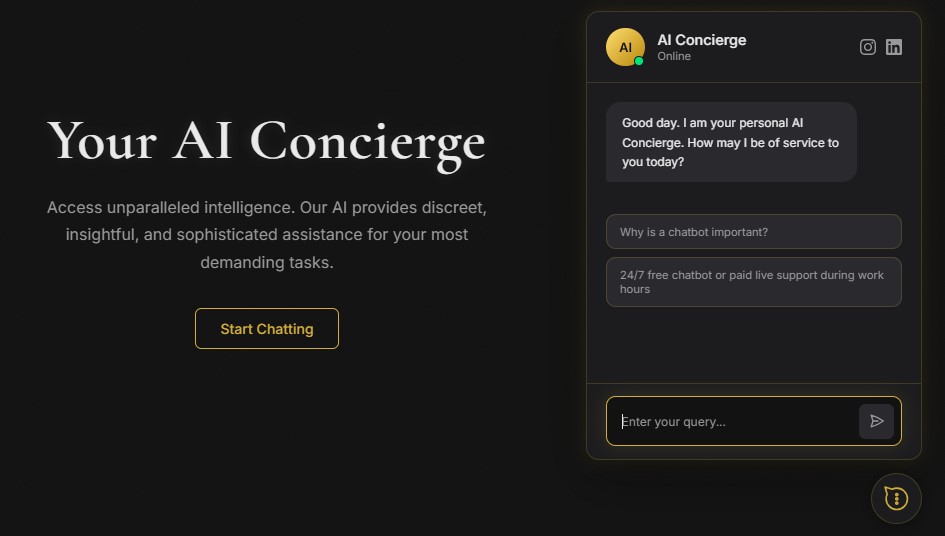 Your AI Concierge
Access unparalleled intelligence. Our AI provides discreet,
insightful, and sophisticated assistance for your most
demanding tasks.
Start Chatting
AI
AI Concierge
Online
in
Good day. I am your personal AI
Concierge. How may I be of service to
you today?
Why is a chatbot important?
24/7 free chatbot or paid live support during work
hours
Enter your query...